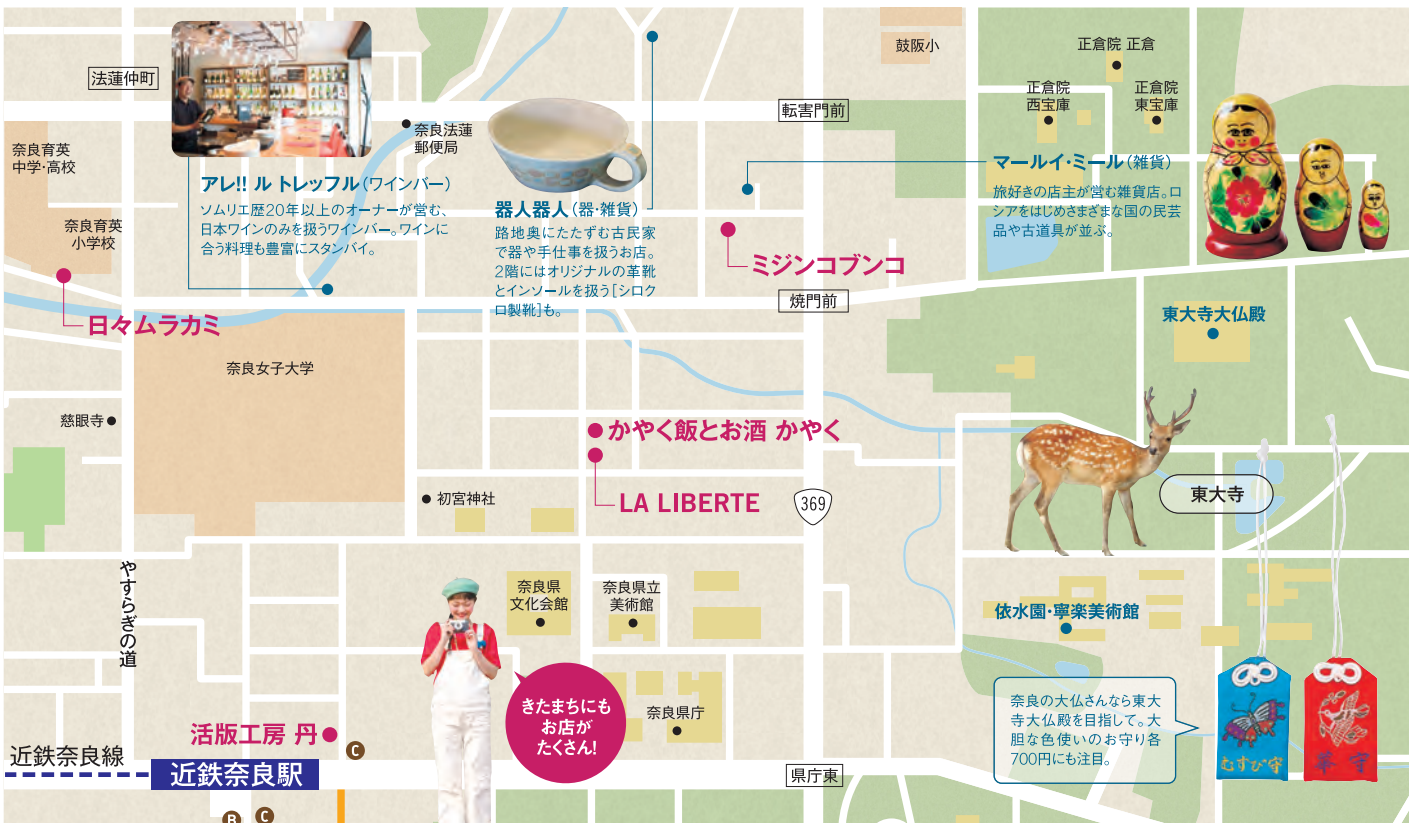 法蓮仲町
奈良育英
中学・高校
奈良育英
小学校
奈良法蓮
郵便局
アレ!! ル トレッフル(ワインバー)
ソムリエ歴20年以上のオーナーが営む、
日本ワインのみを扱うワインバー。ワインに
合う料理も豊富にスタンバイ。
器人器人(器・雑貨)
路地奥にたたずむ古民家
で器や手仕事を扱うお店。
2階にはオリジナルの革靴
とインソールを扱う[シロク
ロ製靴]も。
鼓阪小
転害門前
正倉院 正倉
正倉院
西宝庫
正倉院
東宝庫
マールイ・ミール(雑貨)
旅好きの店主が営む雑貨店。ロ
シアをはじめさまざまな国の民芸
品や古道具が並ぶ。
ミジンコブンコ
焼門前
日々ムラカミ
奈良女子大学
東大寺大仏殿
慈眼寺
かやく飯とお酒 かやく
LA LIBERTE
初宮神社
369
東大寺
やすらぎの道
奈良県
文化会館
奈良県立
美術館
依水園・寧楽美術館
きたまちにも
お店が
たくさん!
奈良県庁
奈良の大仏さんなら東大
寺大仏殿を目指して。大
胆な色使いのお守り各
700円にも注目。
むすび守
活版工房 丹
C
近鉄奈良線
近鉄奈良駅
県庁東
B
C